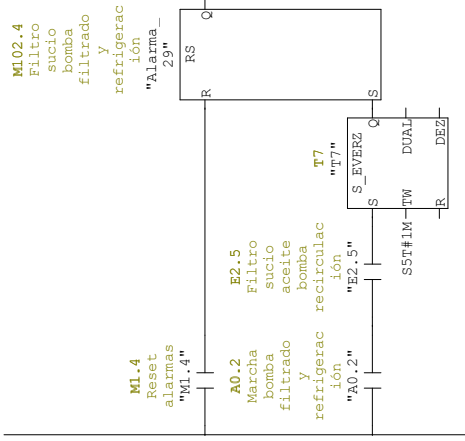 M102.4
Filtro
sucio
bomba
filtrado
y
refrigerac
ión
"Alarma_
29"
RS
R
S
Q
M1.4
Reset
alarmas
"M1.4"
A0.2
Marcha
bomba
filtrado
y
refrigerac
ión
"A0.2"
E2.5
Filtro
sucio
aceite
bomba
recirculac
ión
"E2.5"
T7
"T7"
S_EVERZ
S
Q
S5T#1M
TW
DUAL
R
DEZ